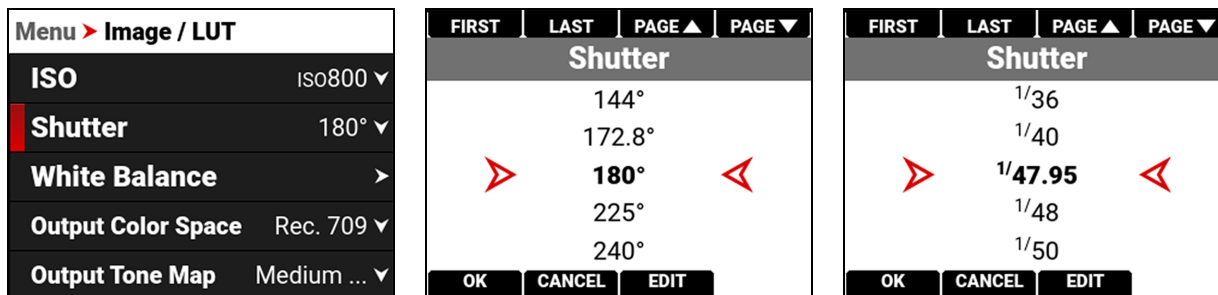 Menu > Image / LUT
ISO ISO800
Shutter 180°
White Balance
Output Color Space Rec. 709
Output Tone Map Medium ...
FIRST LAST PAGE▲ PAGE▼
Shutter
144°
172.8°
180°
225°
240°
OK CANCEL EDIT
FIRST LAST PAGE▲ PAGE▼
Shutter
1/36
1/40
1/47.95
1/48
1/50
OK CANCEL EDIT